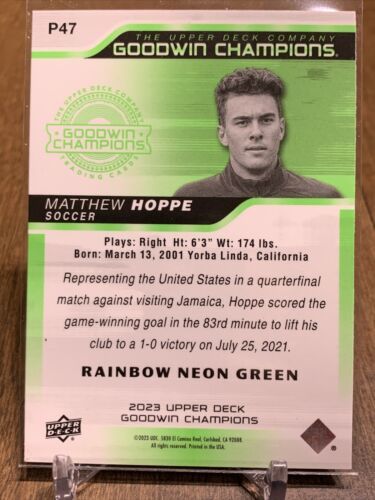 P47
THE UPPER DECK COMPANY
GOODWIN CHAMPIONS®
THE UPPER DECK COMPANY
GOODWIN
CHAMPIONS
TRADING CARDS
MATTHEW HOPPE
SOCCER
Plays: Right Ht: 6'3" Wt: 174 lbs.
Born: March 13, 2001 Yorba Linda, California
Representing the United States in a quarterfinal
match against visiting Jamaica, Hoppe scored the
game-winning goal in the 83rd minute to lift his
club to a 1-0 victory on July 25, 2021.
RAINBOW NEON GREEN
UPPER
DECK
2023 UPPER DECK
GOODWIN CHAMPIONS
©2023 UDC. 5830 El Camino Real, Carlsbad, CA 92008.
All rights reserved. Printed in the USA.